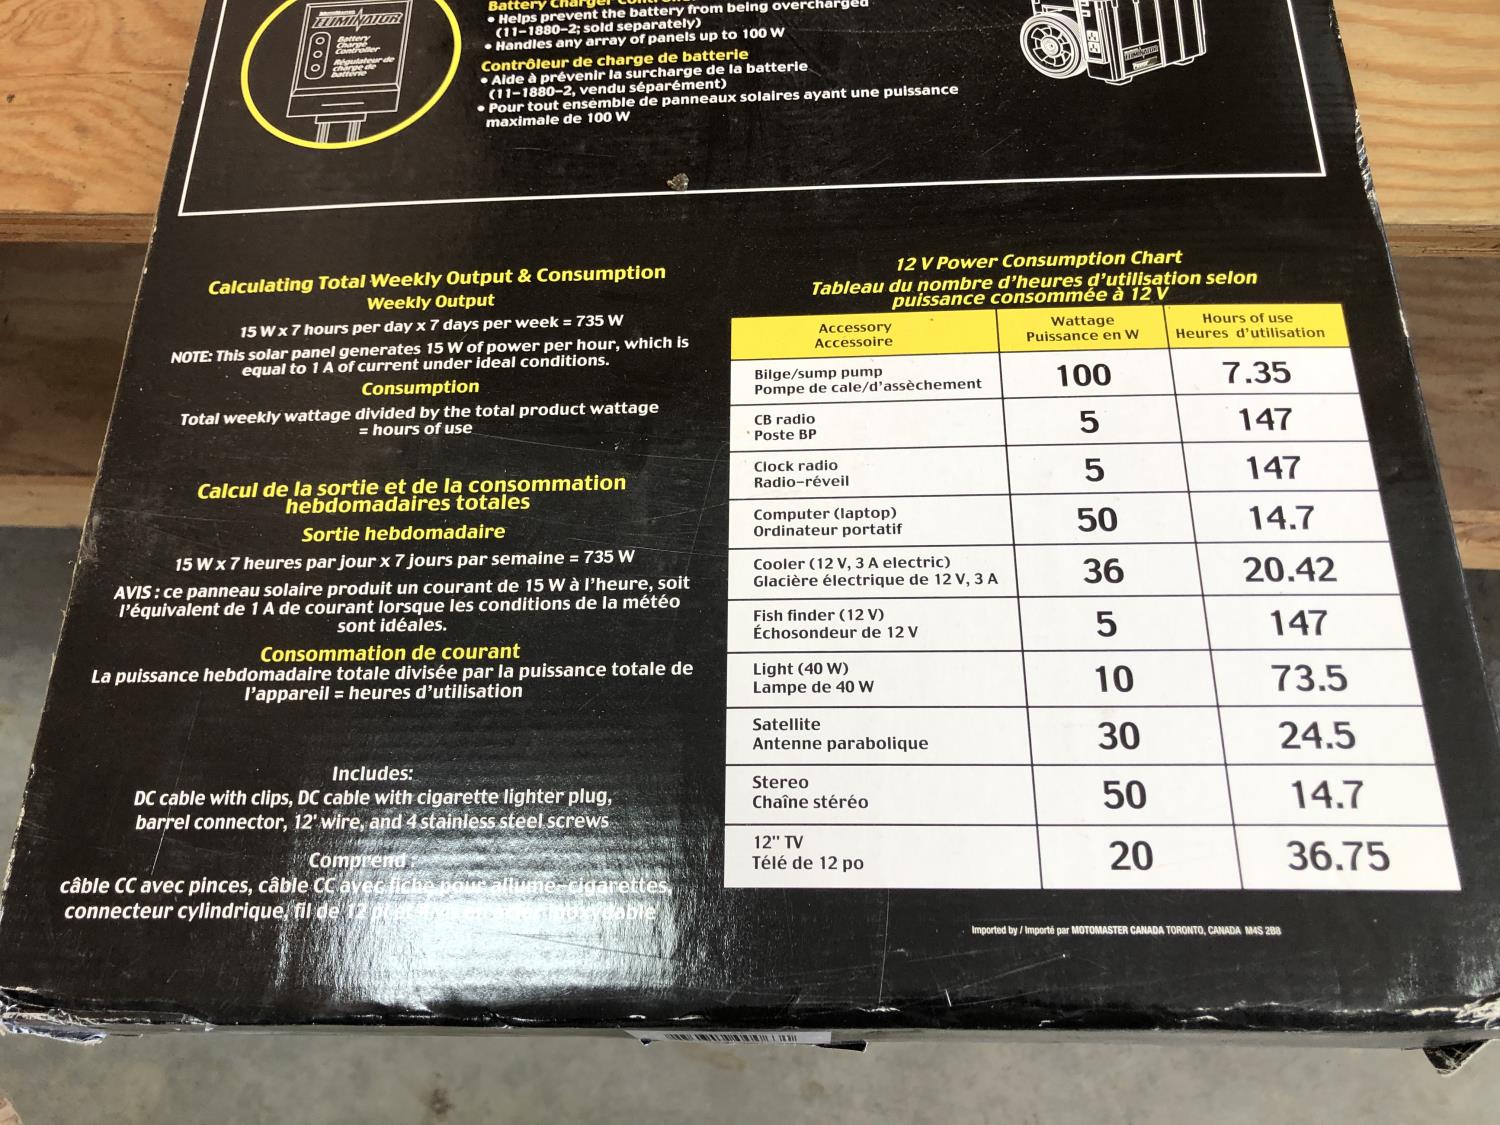 MotoMaster
ELIMINATOR
Battery
Charge
Controller
Régulateur de
charge de
batterie
• Helps prevent the battery from being overcharged
(11-1880-2; sold separately)
• Handles any array of panels up to 100 W
Contrôleur de charge de batterie
• Aide à prévenir la surcharge de la batterie
(11-1880-2, vendu séparément)
• Pour tout ensemble de panneaux solaires ayant une puissance
maximale de 100 W
Calculating Total Weekly Output & Consumption
Weekly Output
15 W x 7 hours per day x 7 days per week = 735 W
NOTE: This solar panel generates 15 W of power per hour, which is
equal to 1 A of current under ideal conditions.
Consumption
Total weekly wattage divided by the total product wattage
= hours of use
Calcul de la sortie et de la consommation
hebdomadaires totales
Sortie hebdomadaire
15 W x 7 heures par jour x 7 jours par semaine = 735 W
AVIS : ce panneau solaire produit un courant de 15 W à l'heure, soit
l'équivalent de 1 A de courant lorsque les conditions de la météo
sont idéales.
Consommation de courant
La puissance hebdomadaire totale divisée par la puissance totale de
l'appareil = heures d'utilisation
Includes:
DC cable with clips, DC cable with cigarette lighter plug,
barrel connector, 12' wire, and 4 stainless steel screws
Comprend :
câble CC avec pinces, câble CC avec fiche pour allume-cigarettes,
connecteur cylindrique, fil de 12 inoxydable
12 V Power Consumption Chart
Tableau du nombre d'heures d'utilisation selon
puissance consommée à 12 V
Accessory Wattage Hours of use
Accessoire Puissance en W Heures d'utilisation
Bilge/sump pump 100 7.35
Pompe de cale/d'assèchement
CB radio 5 147
Poste BP
Clock radio 5 147
Radio-réveil
Computer (laptop) 50 14.7
Ordinateur portatif
Cooler (12 V, 3 A electric) 36 20.42
Glacière électrique de 12 V, 3 A
Fish finder (12 V) 5 147
Échosondeur de 12 V
Light (40 W) 10 73.5
Lampe de 40 W
Satellite 30 24.5
Antenne parabolique
Stereo 50 14.7
Chaîne stéréo
12" TV 20 36.75
Télé de 12 po
Imported by / Importé par MOTOMASTER CANADA TORONTO, CANADA M4S 2B8